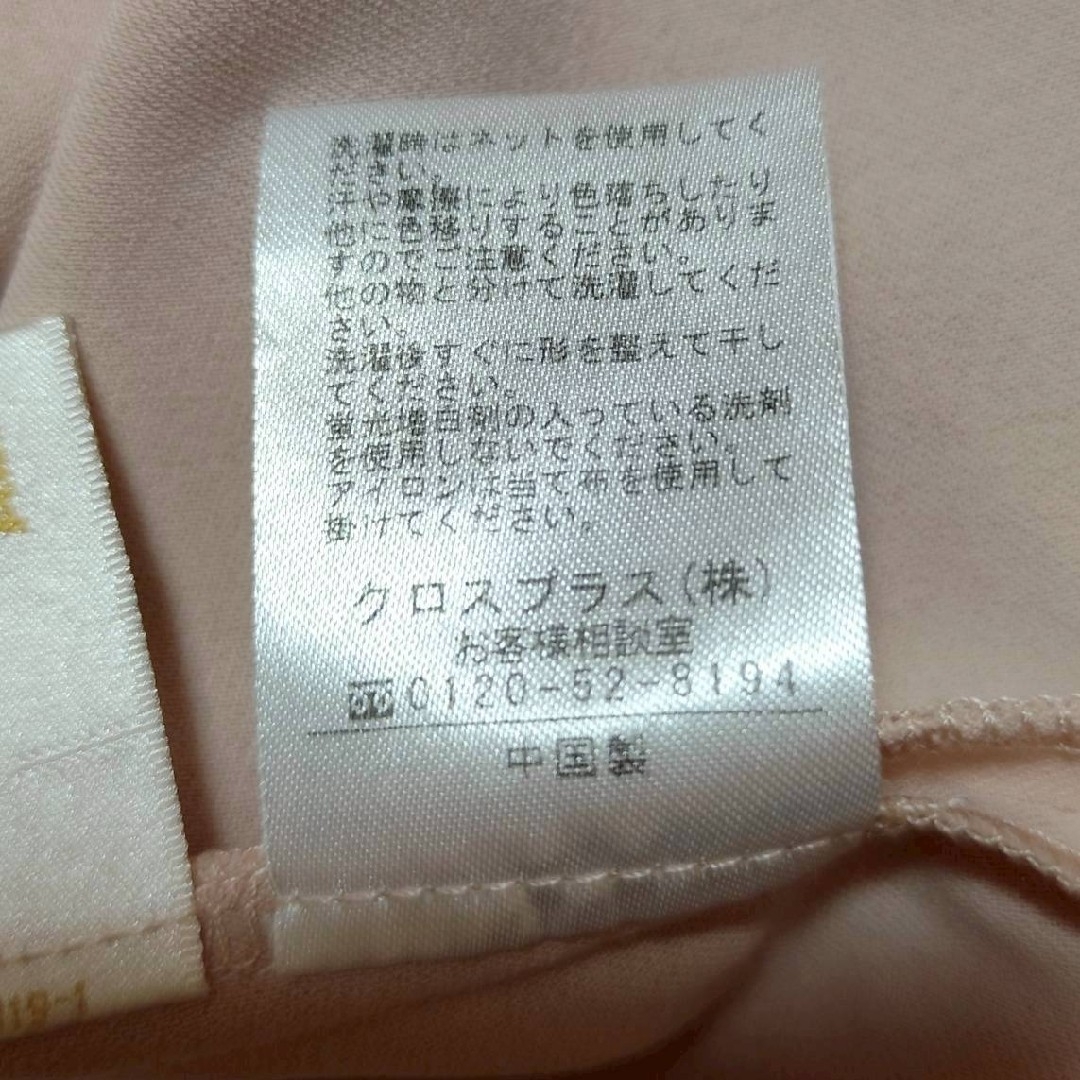 洗濯時はネットを使用してく
ださい。
汗や摩擦により色落ちしたり
他に色移りすることがありま
すのでご注意ください。
他の物と分けて洗濯してくだ
さい。
洗濯後すぐに形を整えて干し
てください。
蛍光増白剤の入っている洗剤
を使用しないでください。
アイロンは当て布を使用して
掛けてください。
クロスプラス(株)
お客様相談室
0120-52-8194
中国製